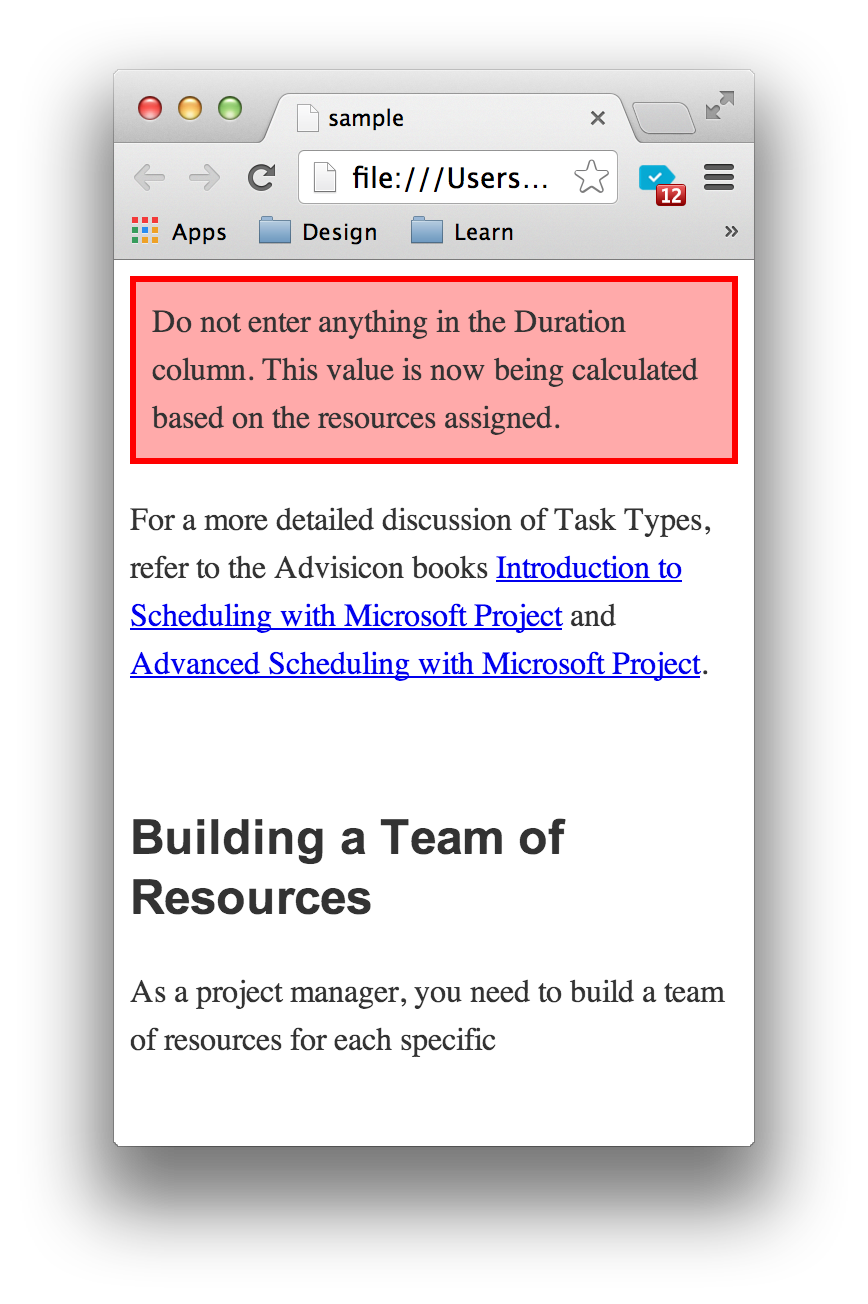 sample
file:///Users...
12
Apps Design Learn »
Do not enter anything in the Duration
column. This value is now being calculated
based on the resources assigned.
For a more detailed discussion of Task Types,
refer to the Advisicon books Introduction to
Scheduling with Microsoft Project and
Advanced Scheduling with Microsoft Project.
Building a Team of
Resources
As a project manager, you need to build a team
of resources for each specific